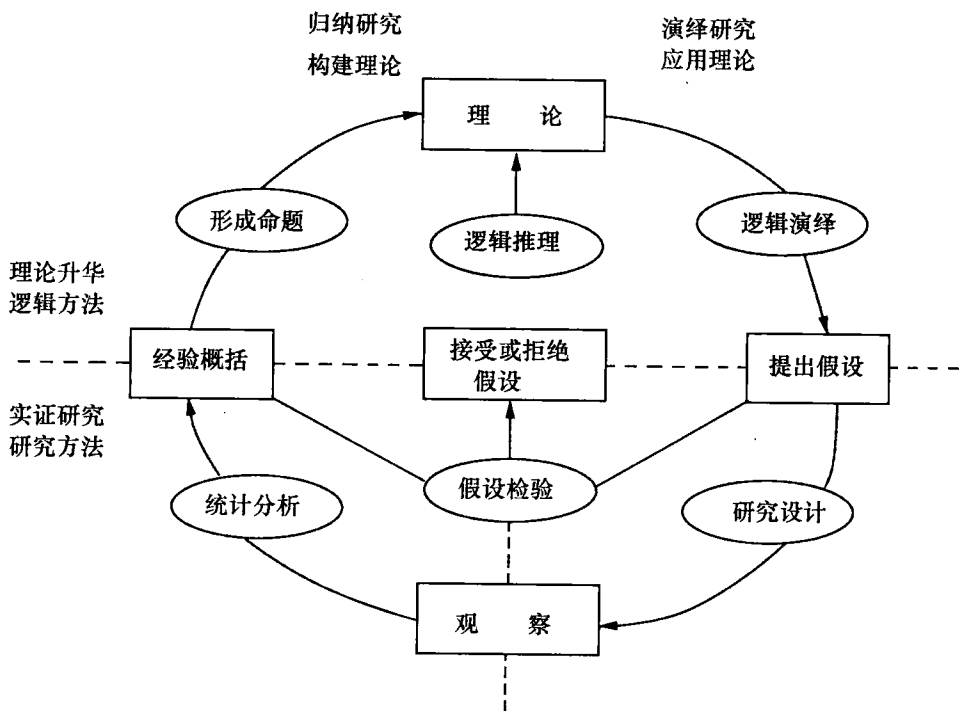 归纳研究
构建理论
演绎研究
应用理论
理 论
形成命题
逻辑推理
逻辑演绎
理论升华
逻辑方法
经验概括
接受或拒绝
假设
提出假设
实证研究
研究方法
统计分析
假设检验
研究设计
观 察